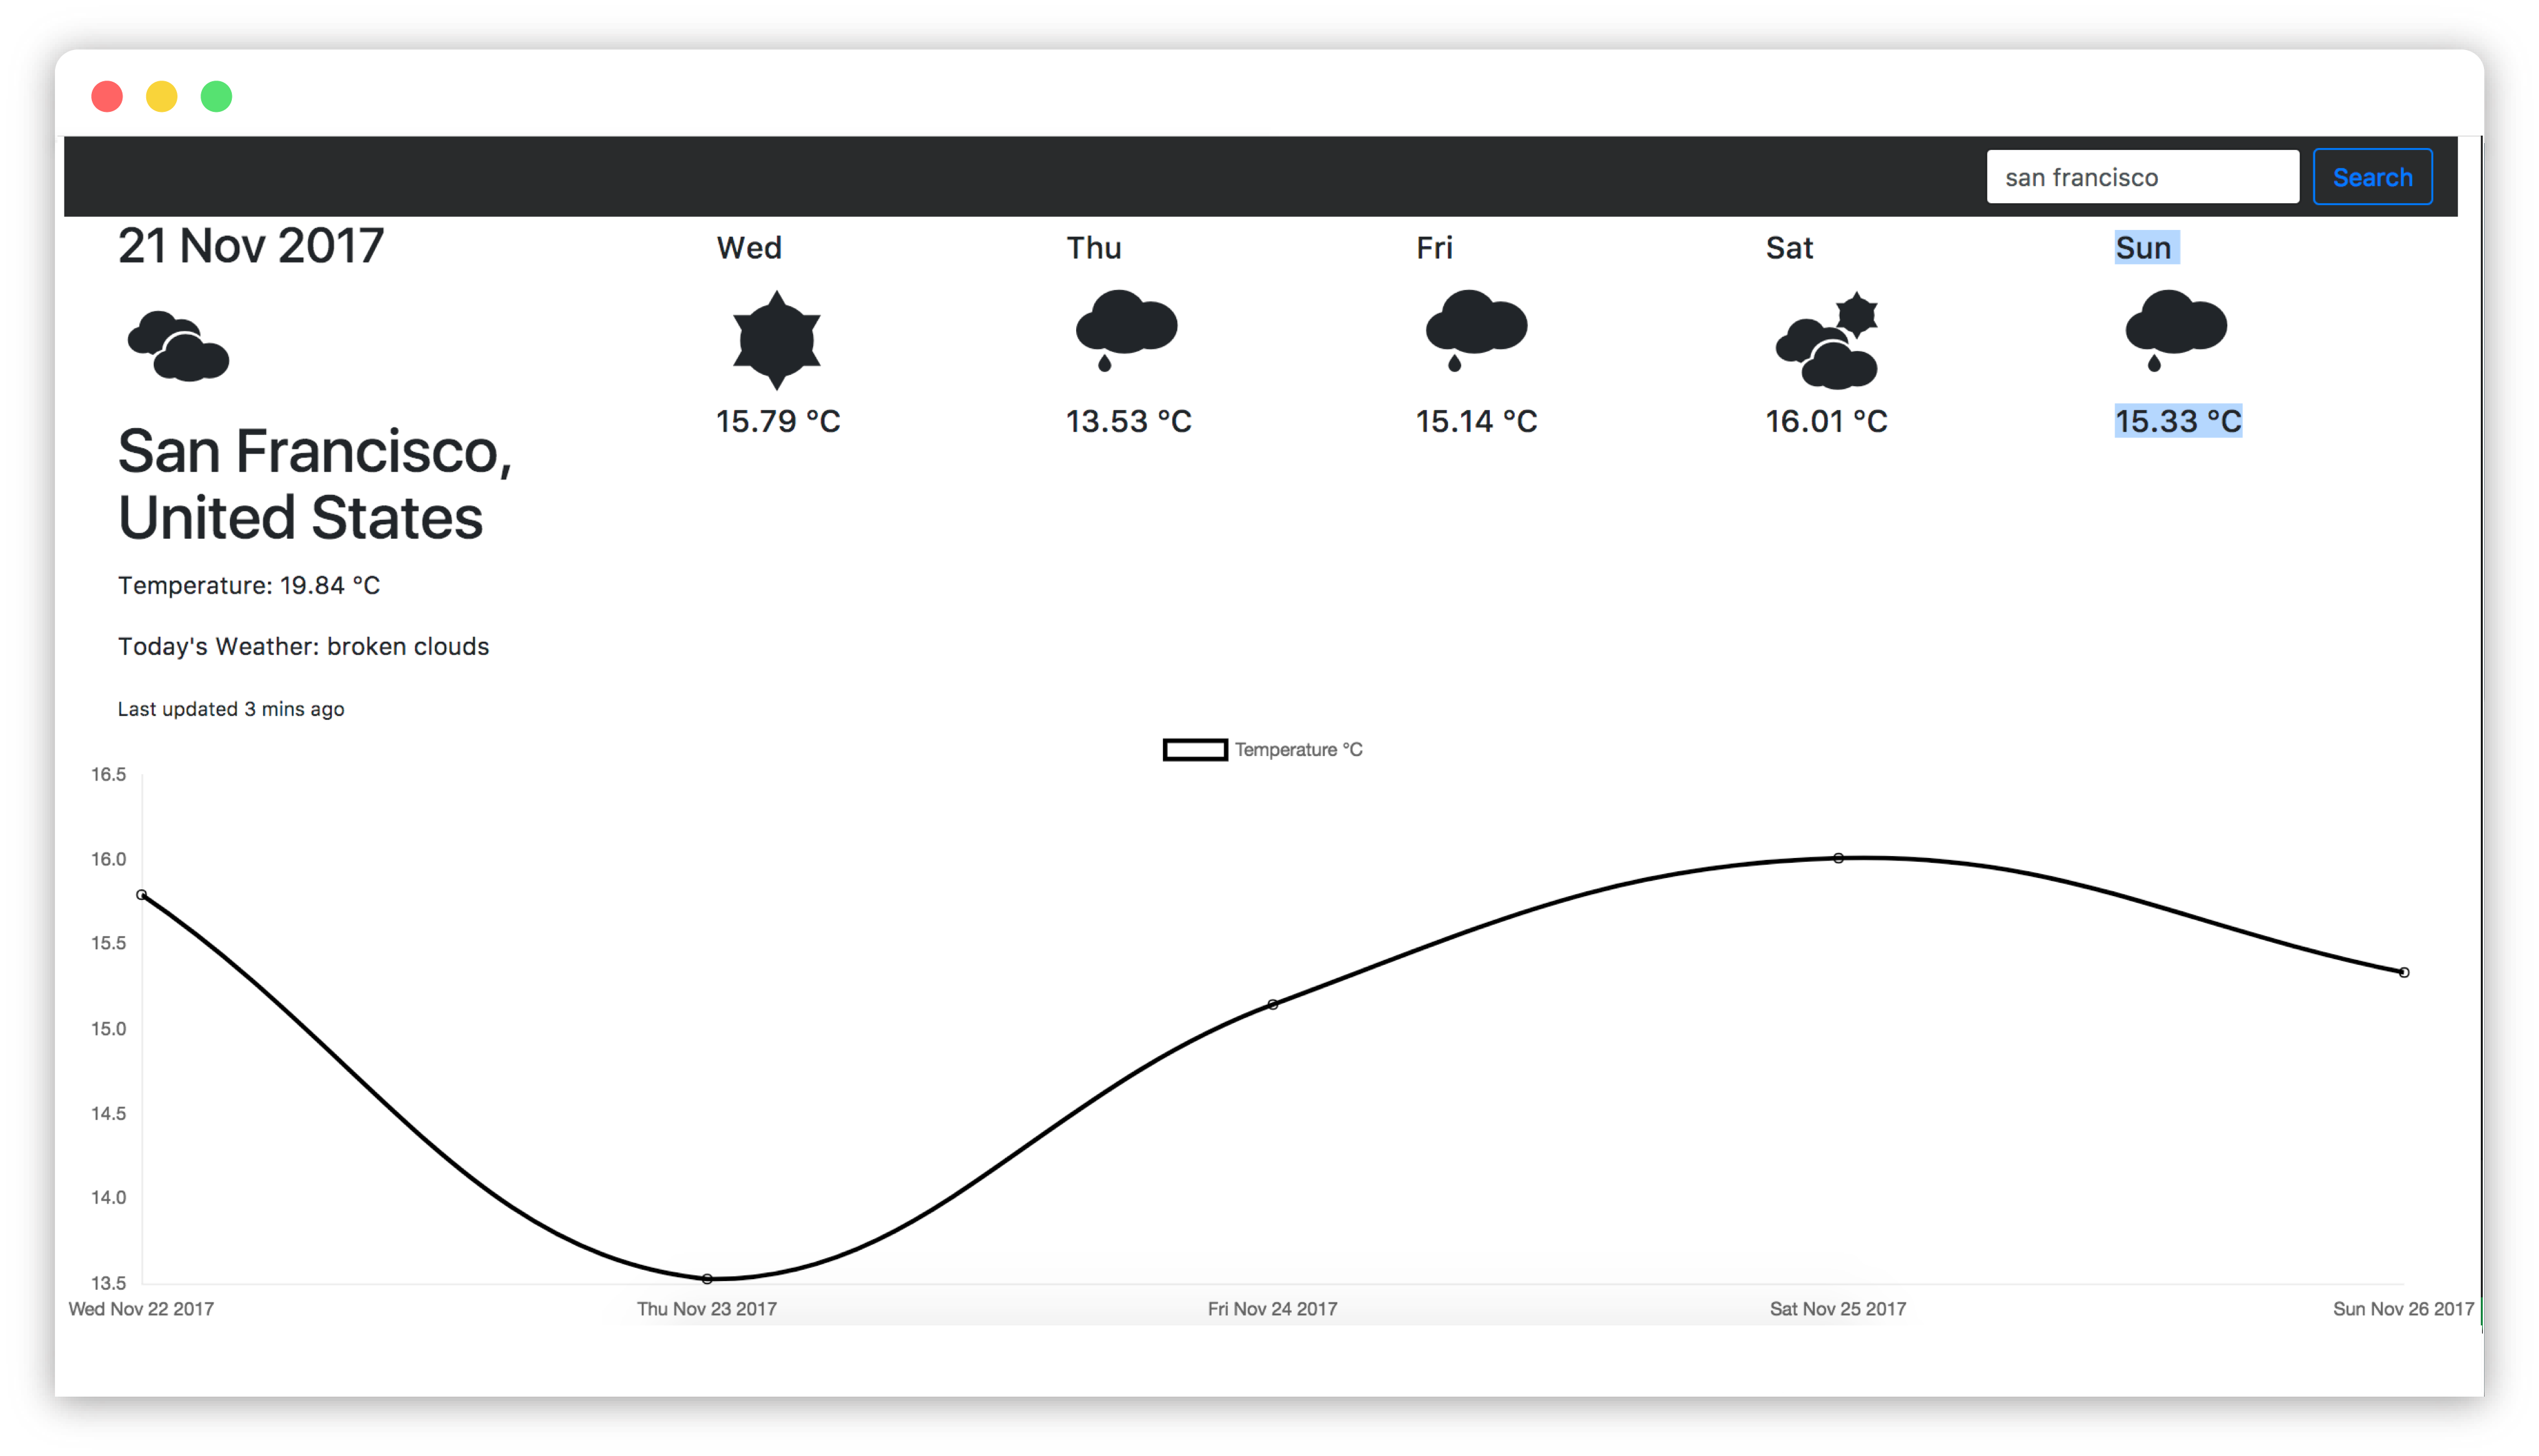 san francisco
Search
21 Nov 2017
San Francisco,
United States
Temperature: 19.84 °C
Today's Weather: broken clouds
Last updated 3 mins ago
Wed
15.79 °C
Thu
13.53 °C
Fri
15.14 °C
Sat
16.01 °C
Sun
15.33 °C
Temperature °C
16.5
16.0
15.5
15.0
14.5
14.0
13.5
Wed Nov 22 2017
Thu Nov 23 2017
Fri Nov 24 2017
Sat Nov 25 2017
Sun Nov 26 2017